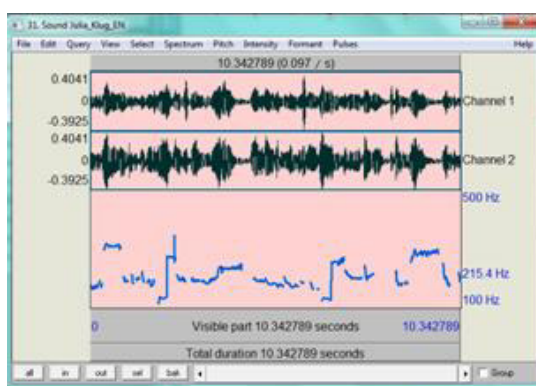 31. Sound Julia_Klug_EN
File Edit Query View Select Spectrum Pitch Intensity Formant Pulses Help
10.342789 (0.097 / s)
0.4041
0
-0.3925
Channel 1
0.4041
0
-0.3925
Channel 2
500 Hz
215.4 Hz
100 Hz
0 Visible part 10.342789 seconds 10.342789
Total duration 10.342789 seconds
all in out sel bak Group